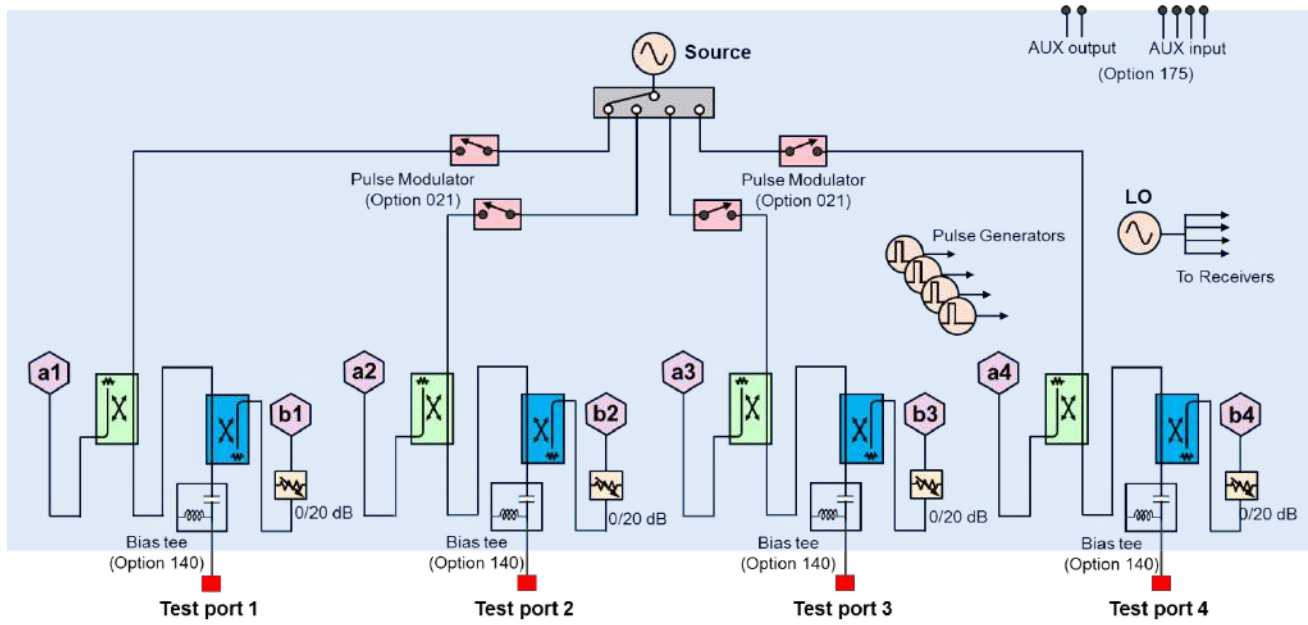 AUX output AUX input
(Option 175)
Source
Pulse Modulator
(Option 021)
Pulse Modulator
(Option 021)
LO
Pulse Generators
To Receivers
a1
b1
a2
b2
a3
b3
a4
b4
0/20 dB
0/20 dB
0/20 dB
0/20 dB
Bias tee
(Option 140)
Bias tee
(Option 140)
Bias tee
(Option 140)
Bias tee
(Option 140)
Test port 1
Test port 2
Test port 3
Test port 4